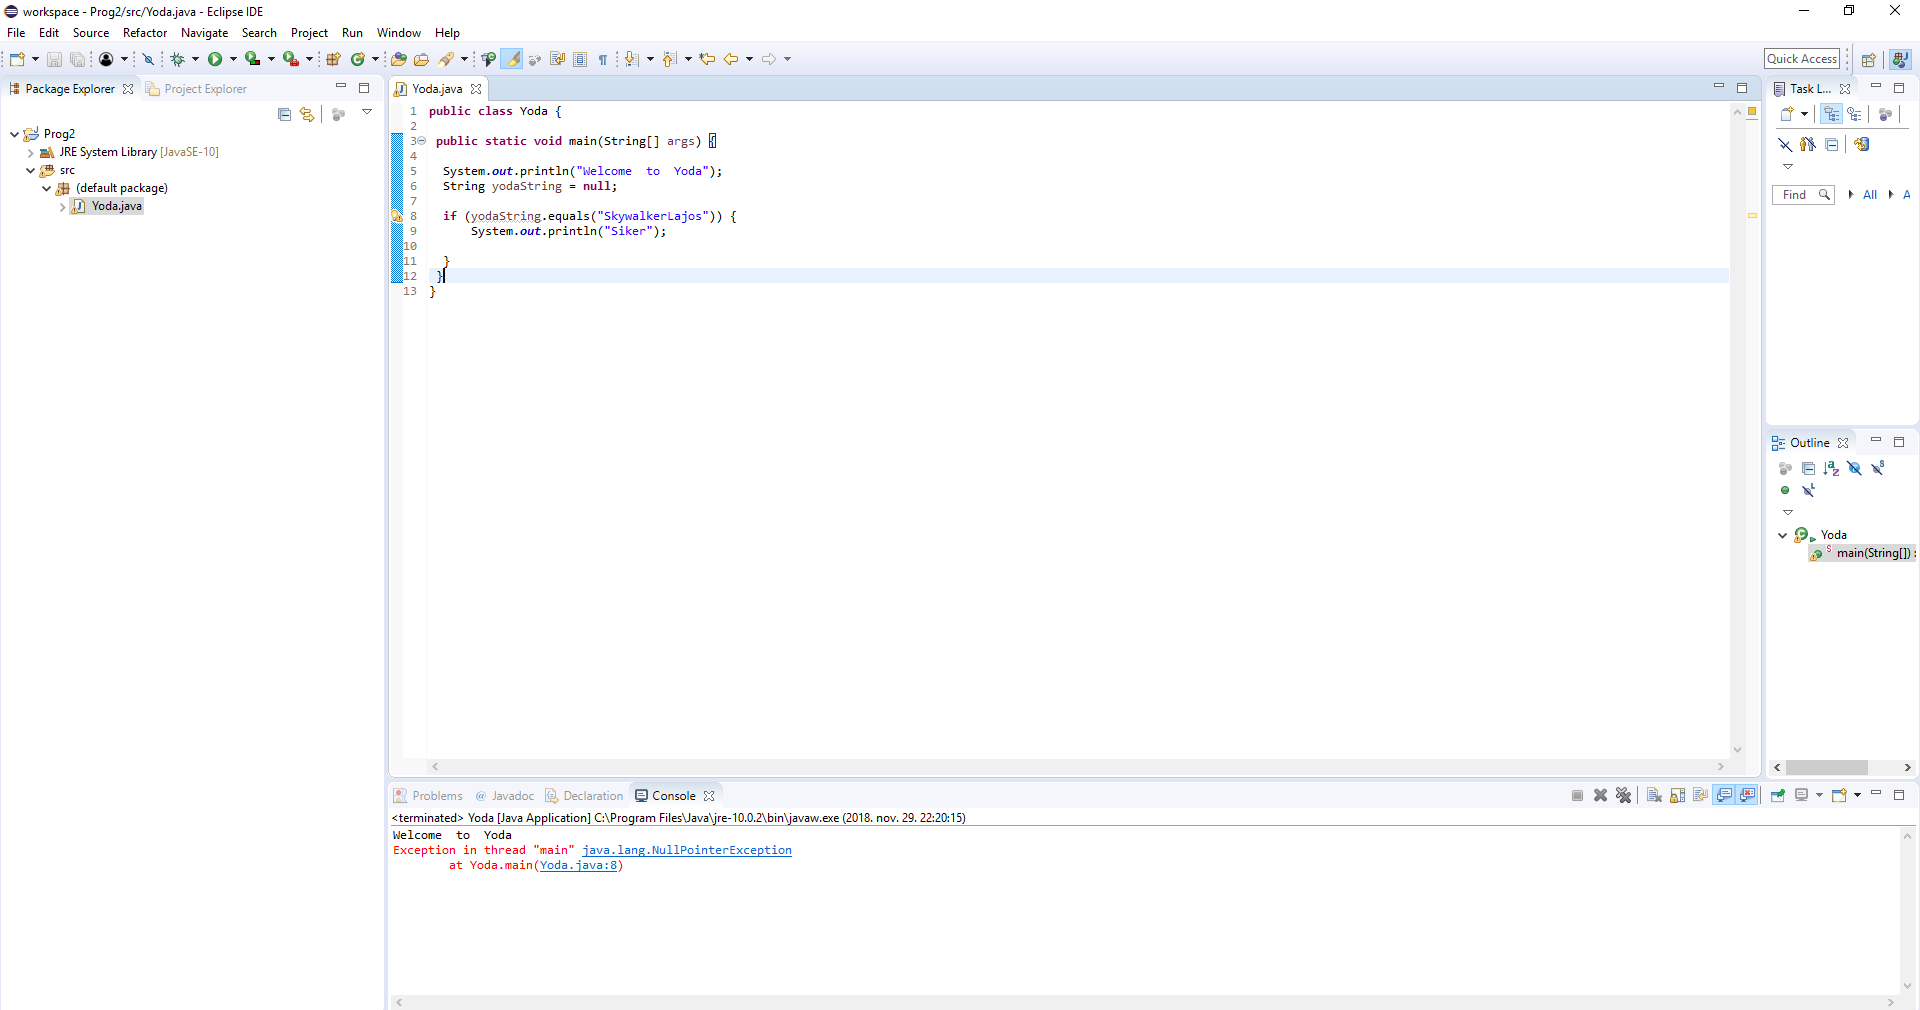 workspace - Prog2/src/Yoda.java - Eclipse IDE
File Edit Source Refactor Navigate Search Project Run Window Help
Quick Access
Package Explorer Project Explorer
Prog2
JRE System Library [JavaSE-10]
src
(default package)
Yoda.java
Yoda.java
1 public class Yoda {
2
3 public static void main(String[] args) {
4
5 System.out.println("Welcome  to  Yoda");
6 String yodaString = null;
7
8 if (yodaString.equals("SkywalkerLajos")) {
9 System.out.println("Siker");
10
11 }
12 }
13 }
Task L...
Find All A
Outline
Yoda
main(String[]) :
Problems @ Javadoc Declaration Console
<terminated> Yoda [Java Application] C:\Program Files\Java\jre-10.0.2\bin\javaw.exe (2018. nov. 29. 22:20:15)
Welcome  to  Yoda
Exception in thread "main" java.lang.NullPointerException
at Yoda.main(Yoda.java:8)